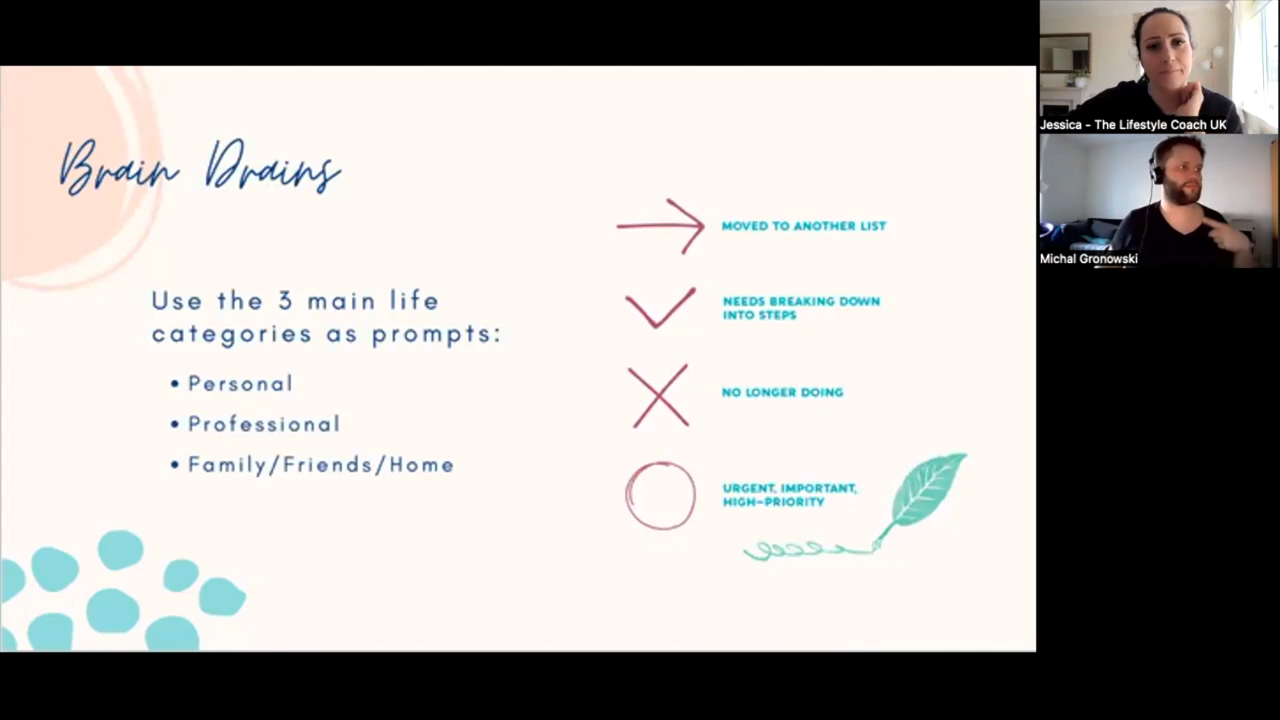 Brain Drains
Use the 3 main life
categories as prompts:
• Personal
• Professional
• Family/Friends/Home
MOVED TO ANOTHER LIST
NEEDS BREAKING DOWN
INTO STEPS
NO LONGER DOING
URGENT, IMPORTANT,
HIGH-PRIORITY
Jessica - The Lifestyle Coach UK
Michal Gronowski